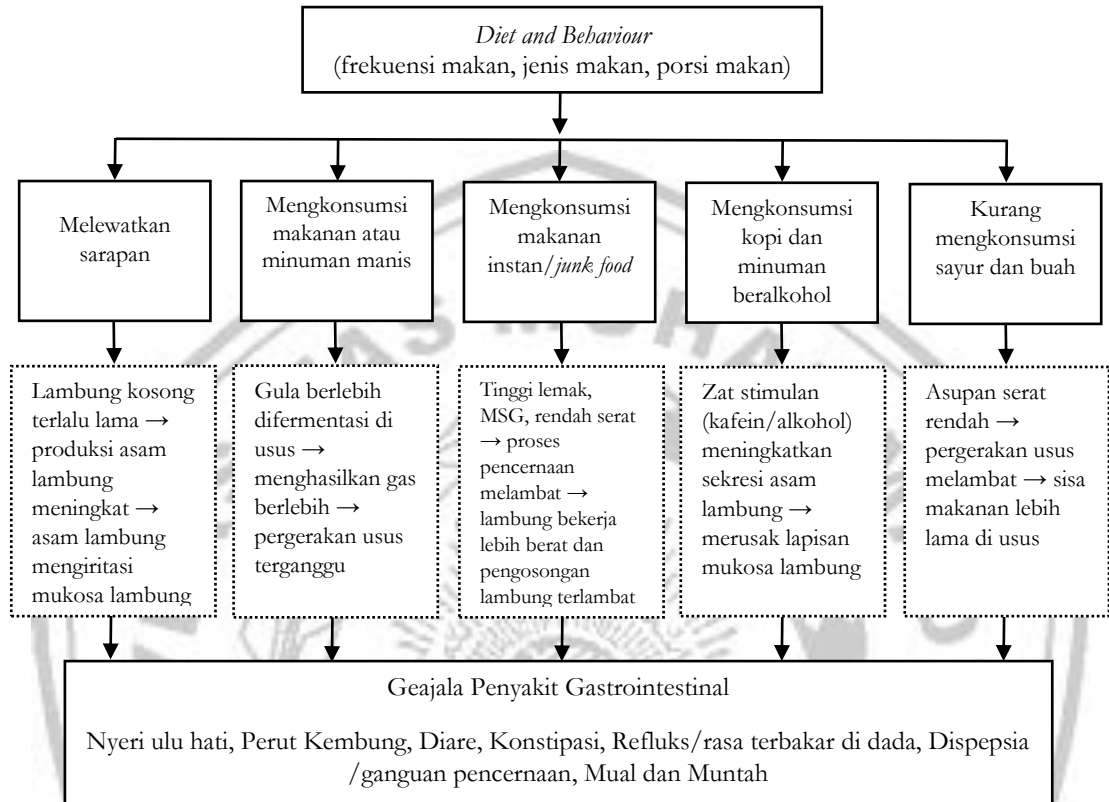 Diet and Behaviour
(frekuensi makan, jenis makan, porsi makan)
Melewatkan
sarapan
Mengkonsumsi
makanan atau
minuman manis
Mengkonsumsi
makanan
instan/junk food
Mengkonsumsi
kopi dan
minuman
beralkohol
Kurang
mengkonsumsi
sayur dan buah
Lambung kosong
terlalu lama →
produksi asam
lambung
meningkat →
asam lambung
mengiritasi
mukosa lambung
Gula berlebih
difermentasi di
usus →
menghasilkan gas
berlebih →
pergerakan usus
terganggu
Tinggi lemak,
MSG, rendah serat
→ proses
pencernaan
melambat →
lambung bekerja
lebih berat dan
pengosongan
lambung terlambat
Zat stimulan
(kafein/alkohol)
meningkatkan
sekresi asam
lambung →
merusak lapisan
mukosa lambung
Asupan serat
rendah →
pergerakan usus
melambat → sisa
makanan lebih
lama di usus
Geajala Penyakit Gastrointestinal
Nyeri ulu hati, Perut Kembung, Diare, Konstipasi, Refluks/rasa terbakar di dada, Dispepsia
/ganguan pencernaan, Mual dan Muntah